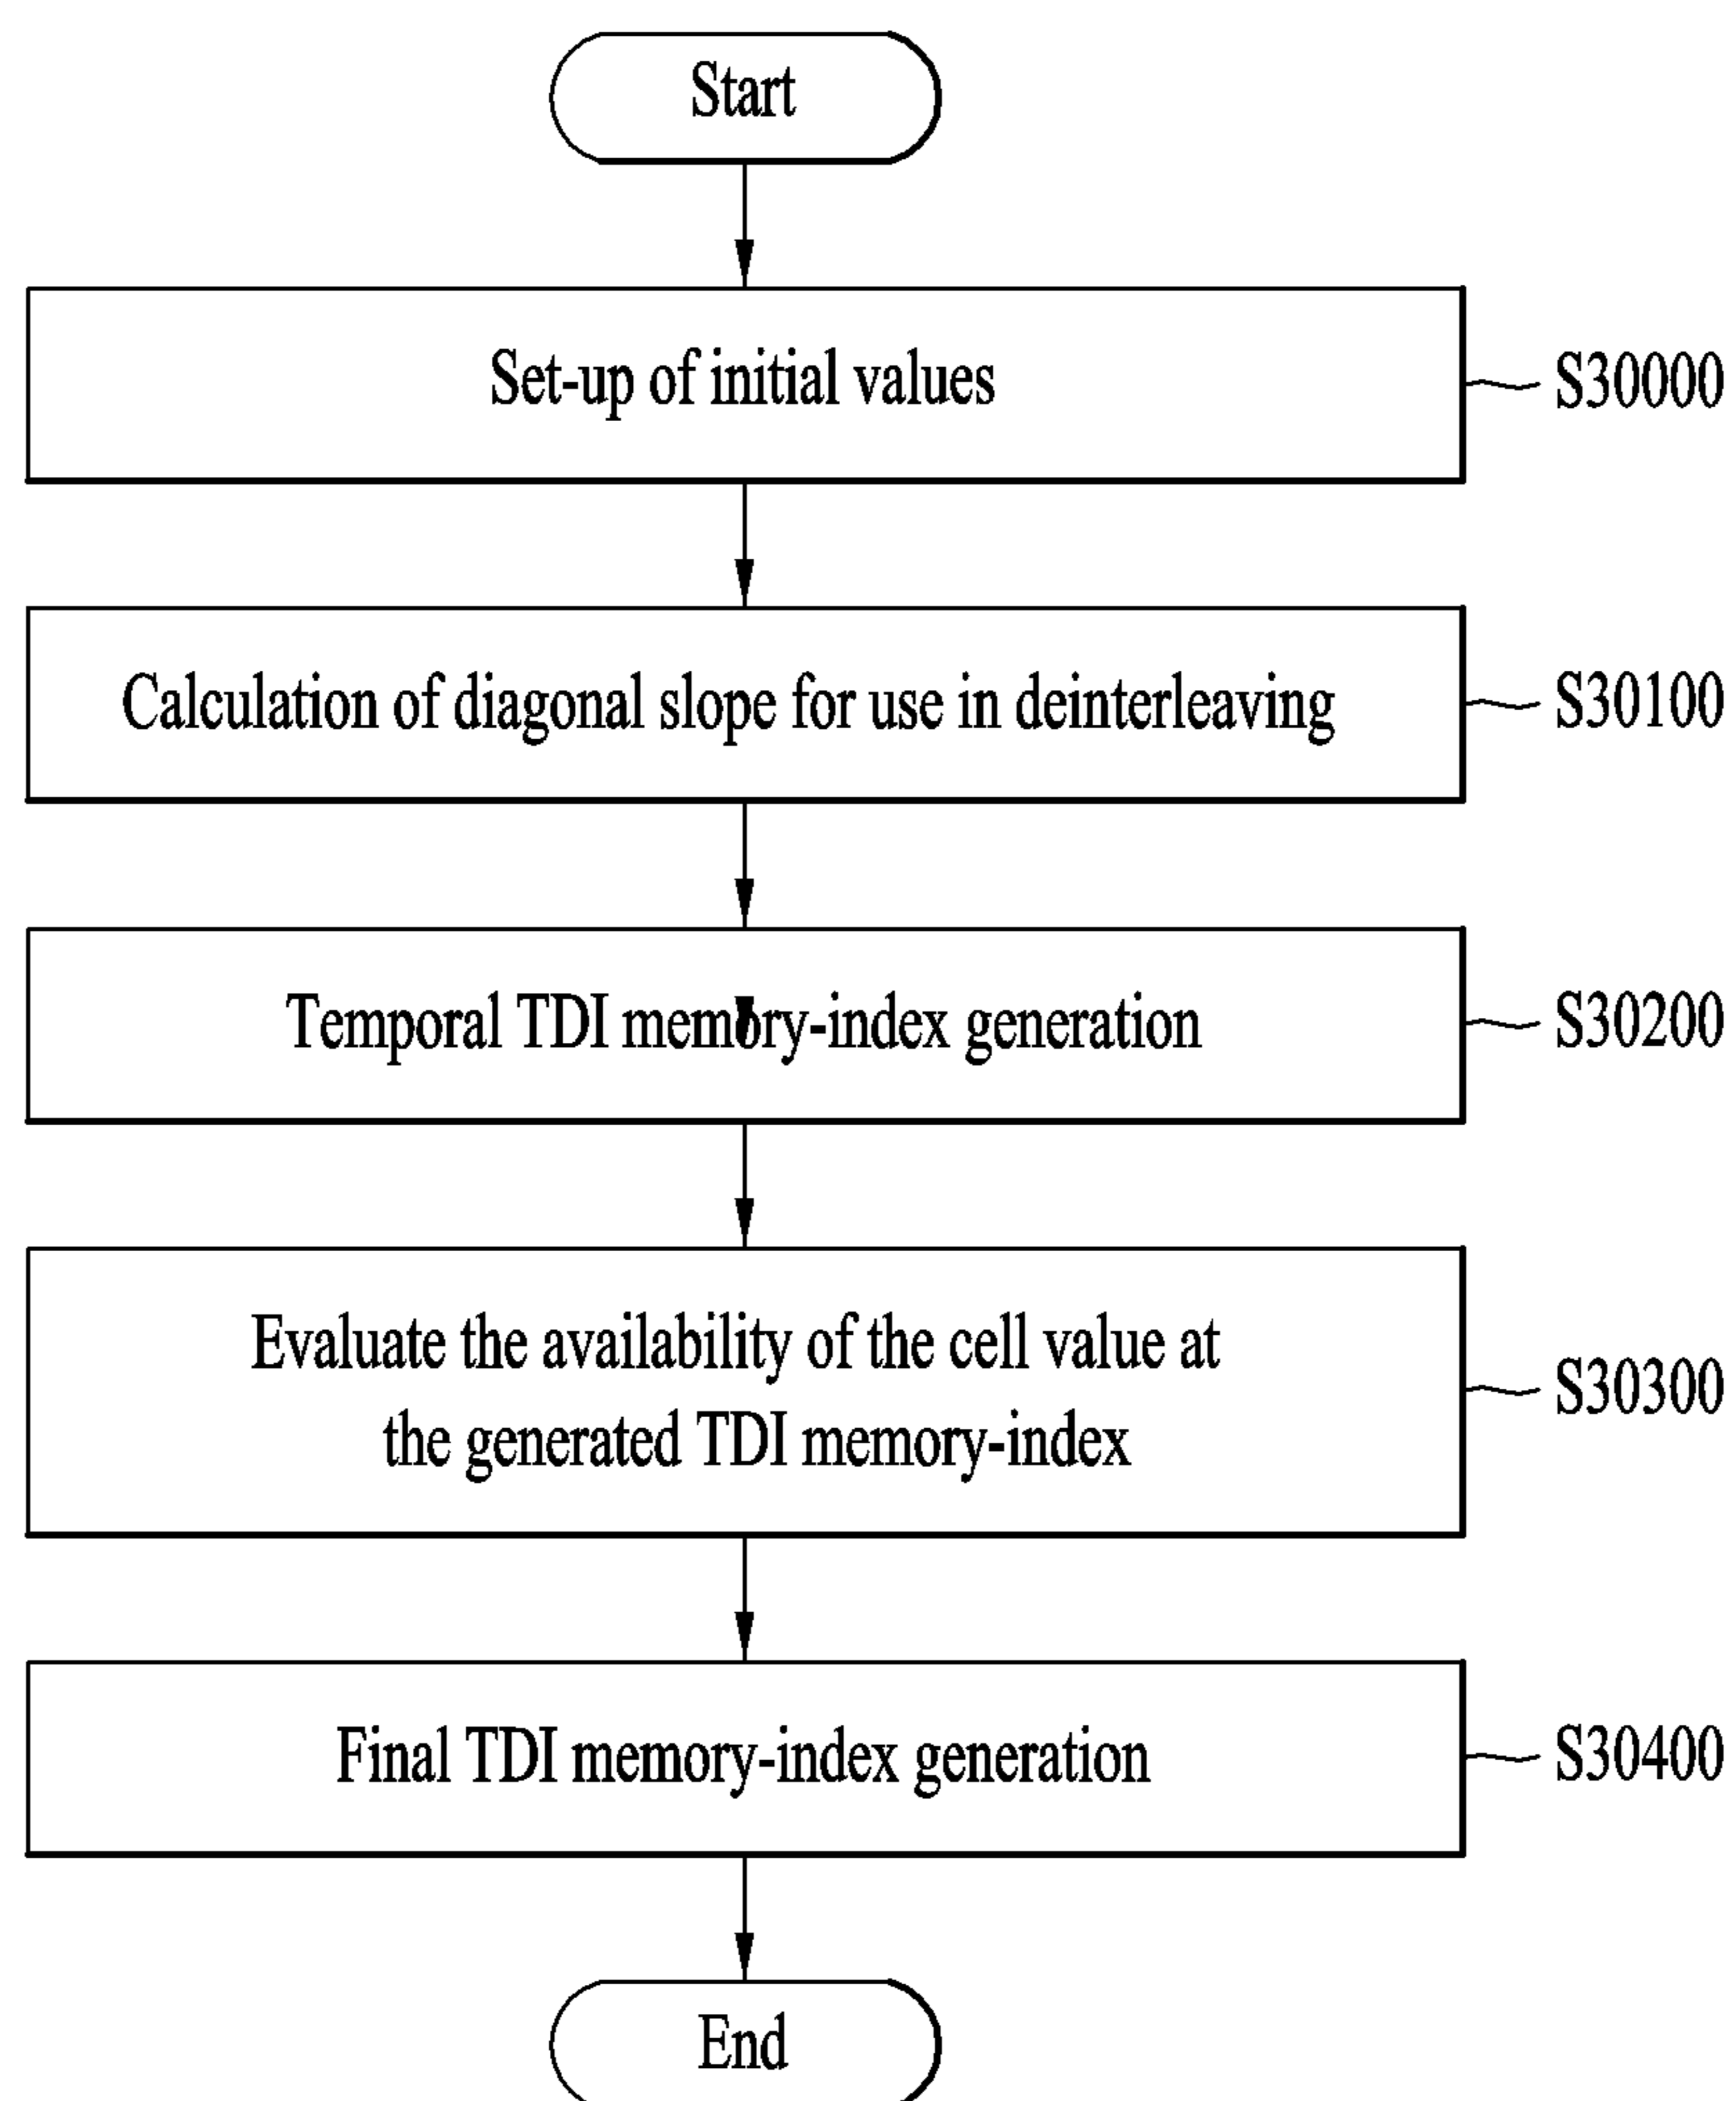 Start
Set-up of initial values
S30000
Calculation of diagonal slope for use in deinterleaving
S30100
Temporal TDI memory-index generation
S30200
Evaluate the availability of the cell value at
the generated TDI memory-index
S30300
Final TDI memory-index generation
S30400
End